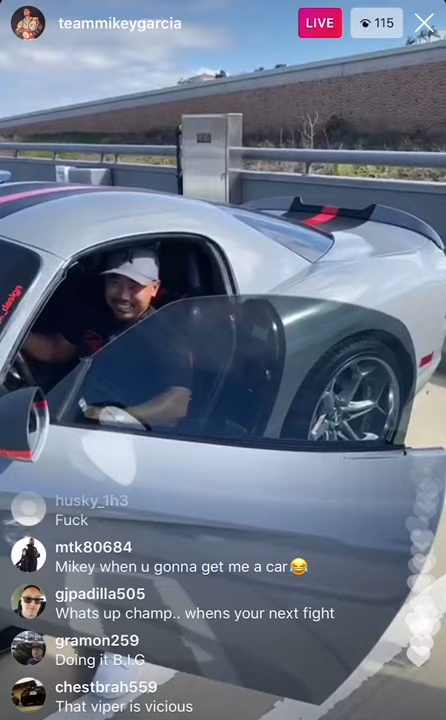 teammikeygarcia
LIVE
115
design
husky_1h3
Fuck
mtk80684
Mikey when u gonna get me a car😂
gjpadilla505
Whats up champ.. whens your next fight
gramon259
Doing it B.I.G
chestbrah559
That viper is vicious